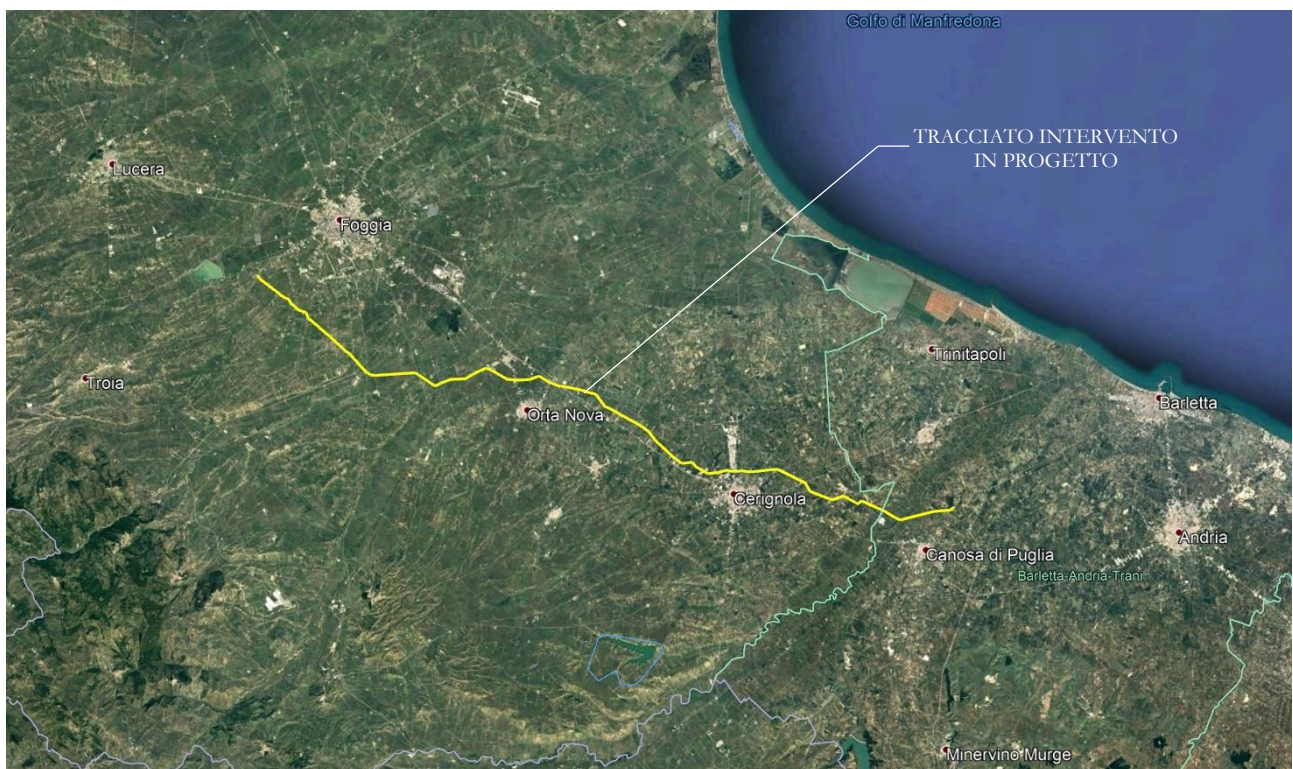 Golfo di Manfredona
TRACCIATO INTERVENTO
IN PROGETTO
Lucera
Foggia
Trinitapoli
Troia
Barletta
Orta Nova
Cerignola
Andria
Canosa di Puglia
Barletta-Andria-Trani
Minervino Murge